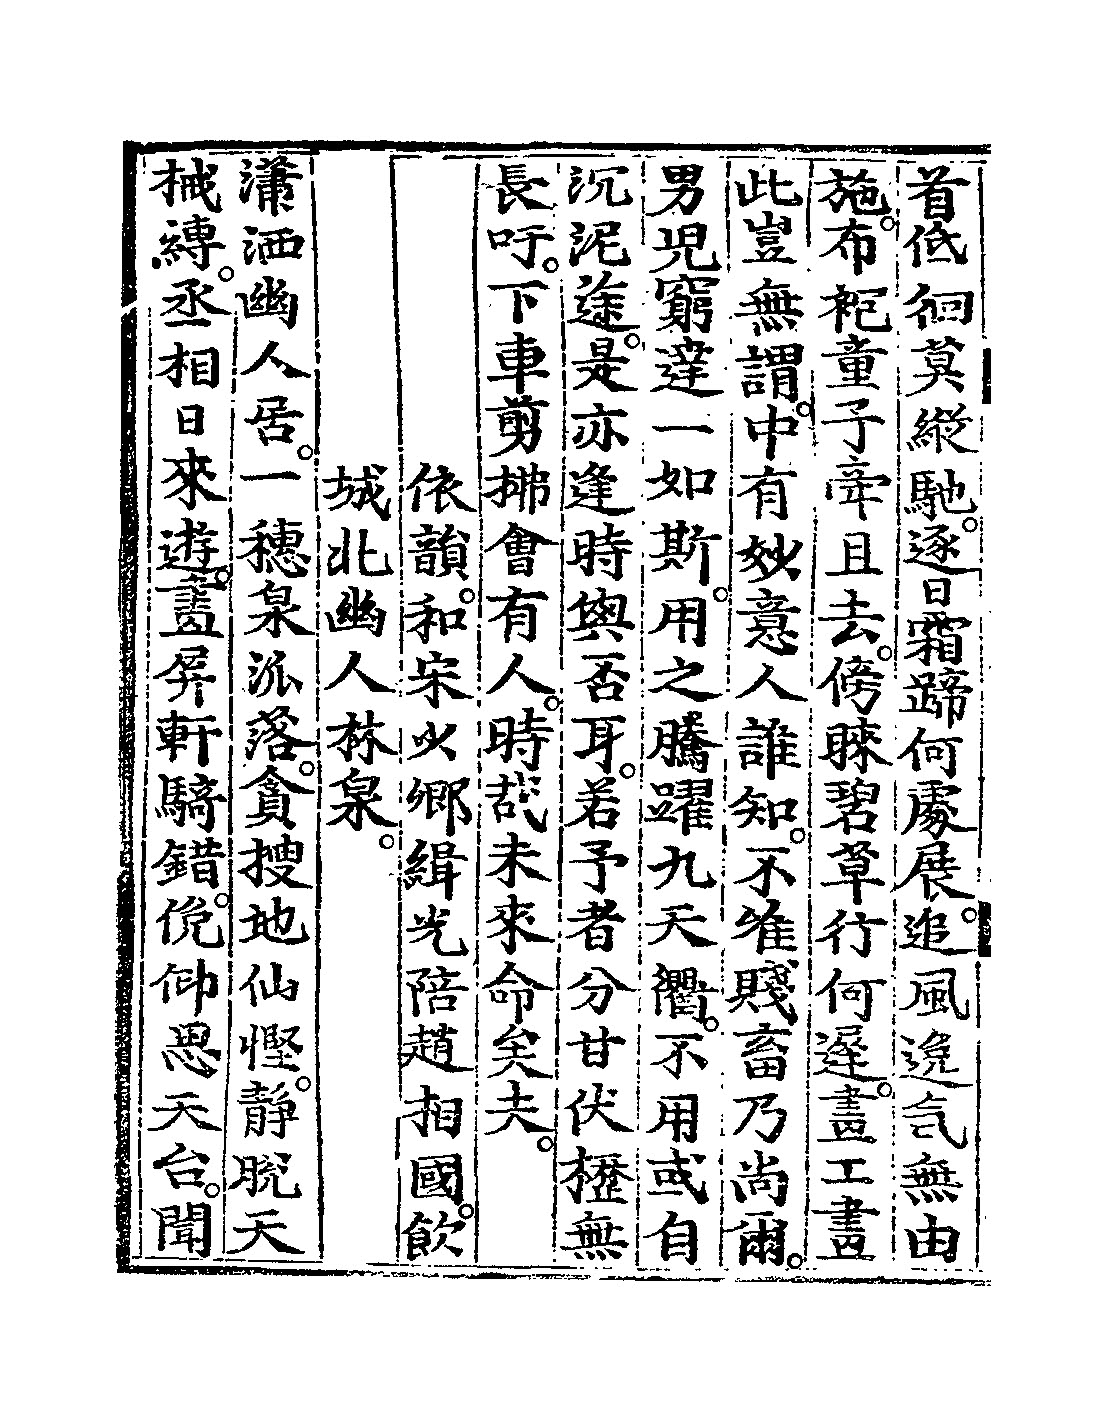 首低徊莫縱馳。逐日霜蹄何處展。追風逸气無由
施。布袍童子牽且去。傍睞碧草行何遲。畫工畫
此豈無謂。中有妙意人誰知。不惟賤畜乃尚爾。
男兒窮達一如斯。用之騰躍九天衢。不用或自
沉泥途。是亦逢時與否耳。若予者分甘伏櫪無
長吁。下車剪拂會有人。時哉未來命矣夫。
依韻。和宋火鄉緝光陪趙相國。飲
城北幽人林泉。
瀟洒幽人居。一穗泉派落。貪搜地仙慳。靜脫天
械縛。丞相日來遊。畫屏軒騎錯。俛仰思天台。聞